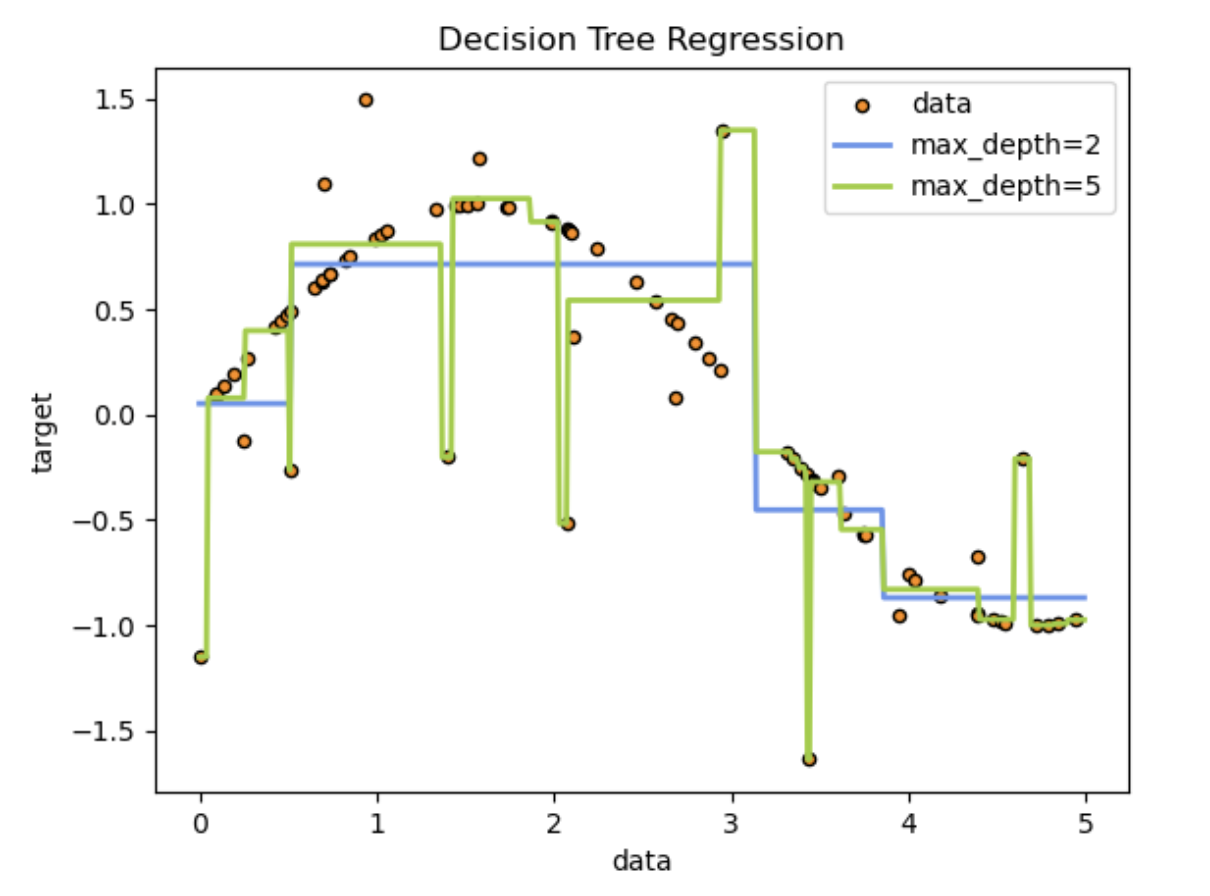 Decision Tree Regression
data
max_depth=2
max_depth=5
1.5
1.0
0.5
0.0
−0.5
−1.0
−1.5
target
0 1 2 3 4 5
data